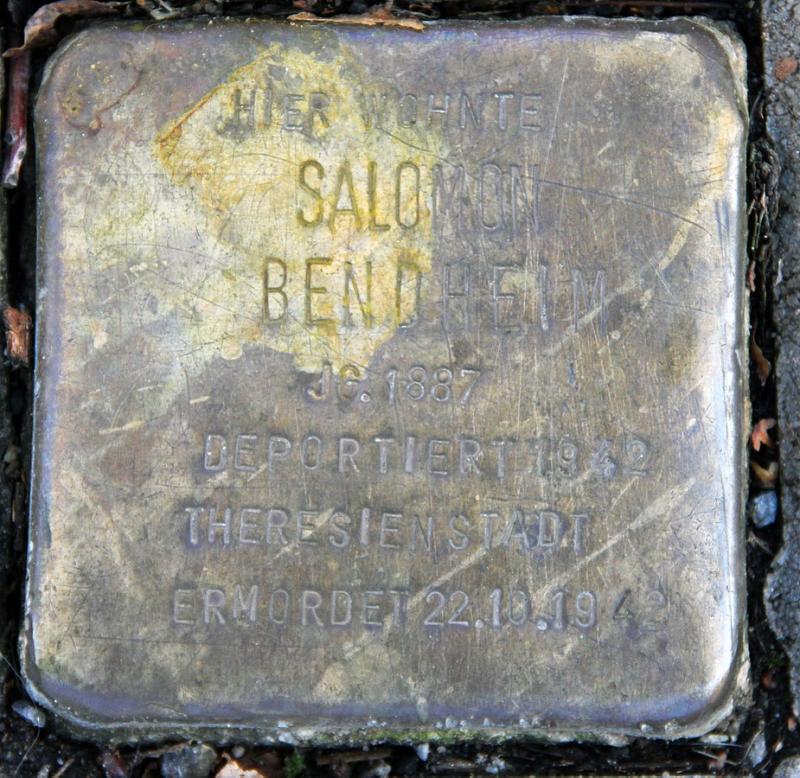 HIER WOHNTE
SALOMON
BENDHEIM
JG. 1887
DEPORTIERT 1942
THERESIENSTADT
ERMORDET 22.10.1942